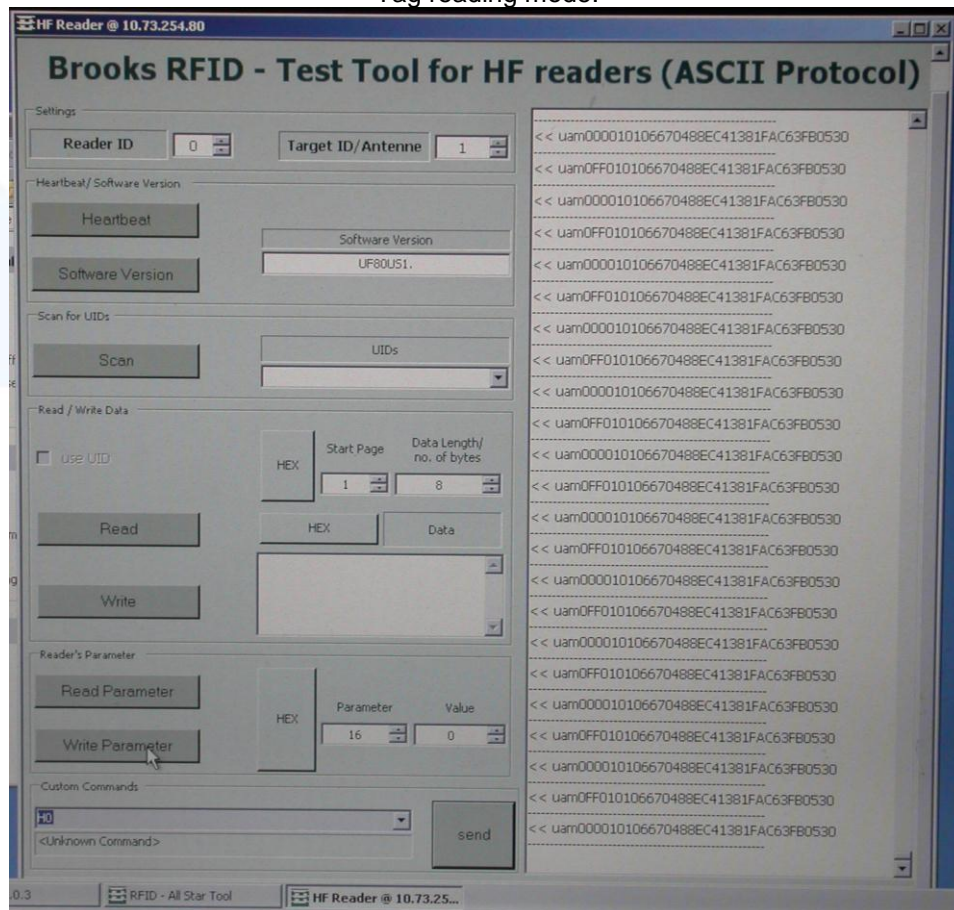 Tag reading mode.
HF Reader @ 10.73.254.80
Brooks RFID - Test Tool for HF readers (ASCII Protocol)
Settings
Reader ID
0
Target ID/Antenne
1
Heartbeat/ Software Version
Heartbeat
Software Version
Software Version
UF80US1.
Scan for UIDs
Scan
UIDs
Read / Write Data
use UID
HEX
Start Page
Data Length/
no. of bytes
1
8
Read
HEX
Data
Write
Reader's Parameter
Read Parameter
HEX
Parameter
Value
16
0
Write Parameter
Custom Commands
H0
<Unknown Command>
send
<< uam000010106670488EC41381FAC63FB0530
<< uam0FF010106670488EC41381FAC63FB0530
<< uam000010106670488EC41381FAC63FB0530
<< uam0FF010106670488EC41381FAC63FB0530
<< uam000010106670488EC41381FAC63FB0530
<< uam0FF010106670488EC41381FAC63FB0530
<< uam000010106670488EC41381FAC63FB0530
<< uam0FF010106670488EC41381FAC63FB0530
<< uam000010106670488EC41381FAC63FB0530
<< uam0FF010106670488EC41381FAC63FB0530
<< uam000010106670488EC41381FAC63FB0530
<< uam0FF010106670488EC41381FAC63FB0530
<< uam000010106670488EC41381FAC63FB0530
<< uam0FF010106670488EC41381FAC63FB0530
<< uam000010106670488EC41381FAC63FB0530
<< uam0FF010106670488EC41381FAC63FB0530
<< uam000010106670488EC41381FAC63FB0530
<< uam0FF010106670488EC41381FAC63FB0530
<< uam000010106670488EC41381FAC63FB0530
<< uam0FF010106670488EC41381FAC63FB0530
<< uam000010106670488EC41381FAC63FB0530
<< uam0FF010106670488EC41381FAC63FB0530
<< uam000010106670488EC41381FAC63FB0530
.0.3
RFID - All Star Tool
HF Reader @ 10.73.25...